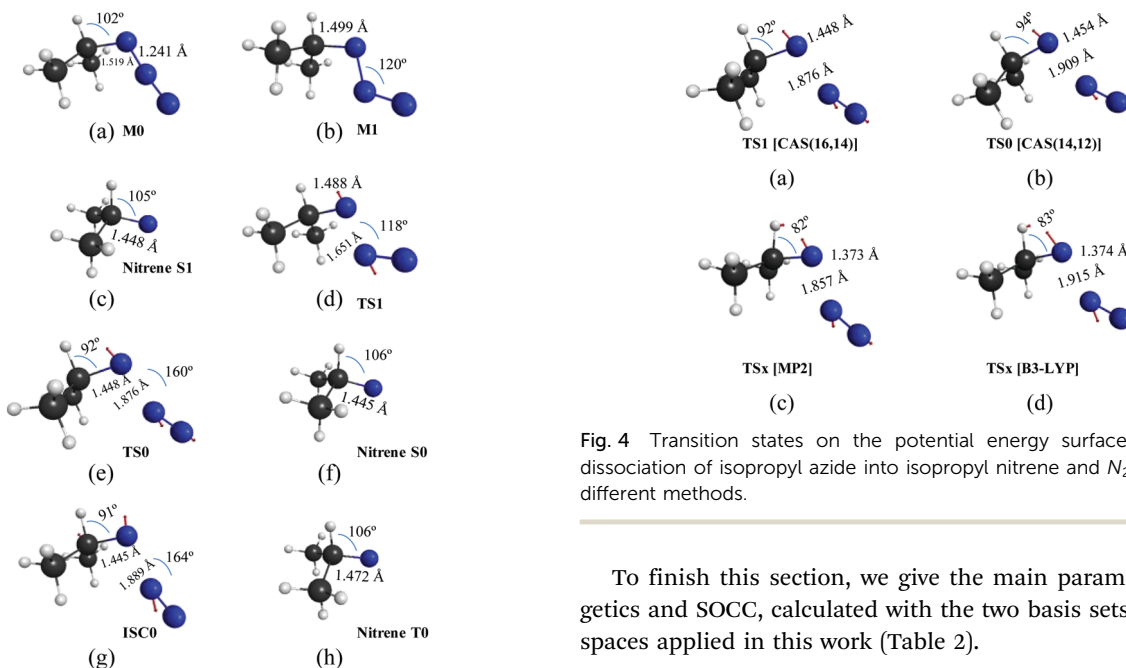 102º
1.519 Å
1.241 Å
(a) M0
1.499 Å
120º
(b) M1
105º
1.448 Å
Nitrene S1
(c)
1.488 Å
118º
1.651 Å
(d) TS1
92º
1.448 Å
1.876 Å
160º
TS0
(e)
106º
1.445 Å
Nitrene S0
(f)
91º
1.445 Å
1.889 Å
164º
ISC0
(g)
106º
1.472 Å
Nitrene T0
(h)
92º
1.448 Å
1.876 Å
TS1 [CAS(16,14)]
(a)
94º
1.454 Å
1.909 Å
TS0 [CAS(14,12)]
(b)
82º
1.373 Å
1.857 Å
TSx [MP2]
(c)
83º
1.374 Å
1.915 Å
TSx [B3-LYP]
(d)
Fig. 4 Transition states on the potential energy surface
dissociation of isopropyl azide into isopropyl nitrene and N2
different methods.
To finish this section, we give the main param
getics and SOCC, calculated with the two basis sets
spaces applied in this work (Table 2).